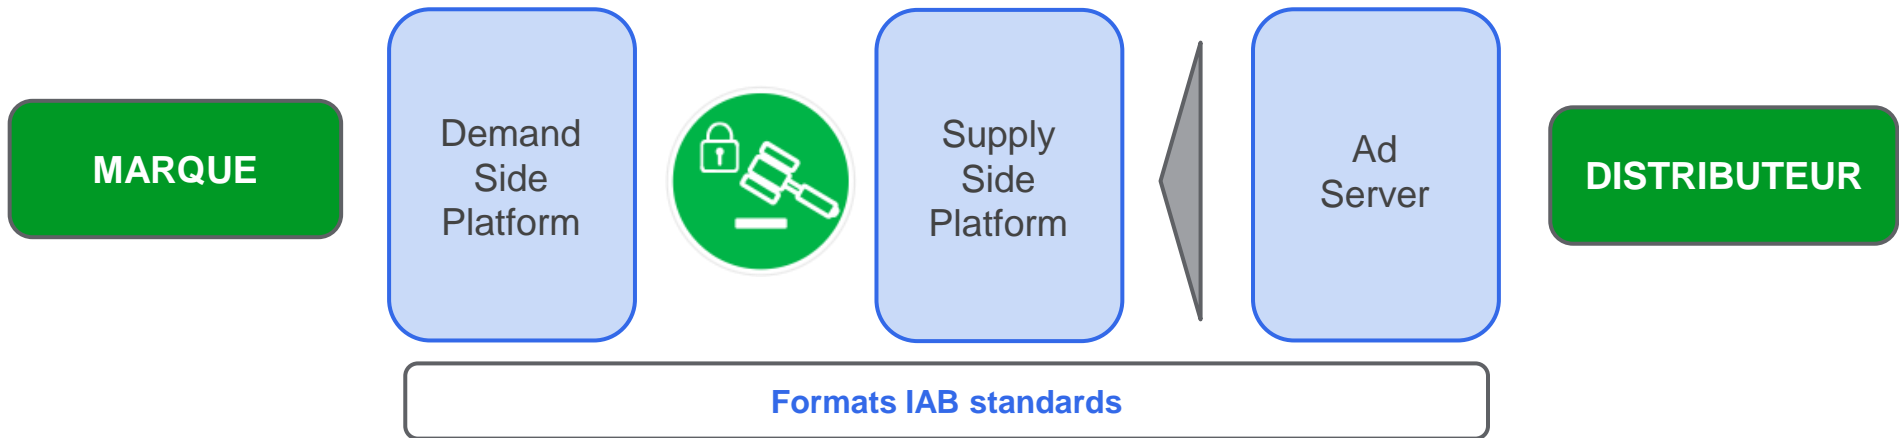 MARQUE
Demand
Side
Platform
Supply
Side
Platform
Ad
Server
DISTRIBUTEUR
Formats IAB standards